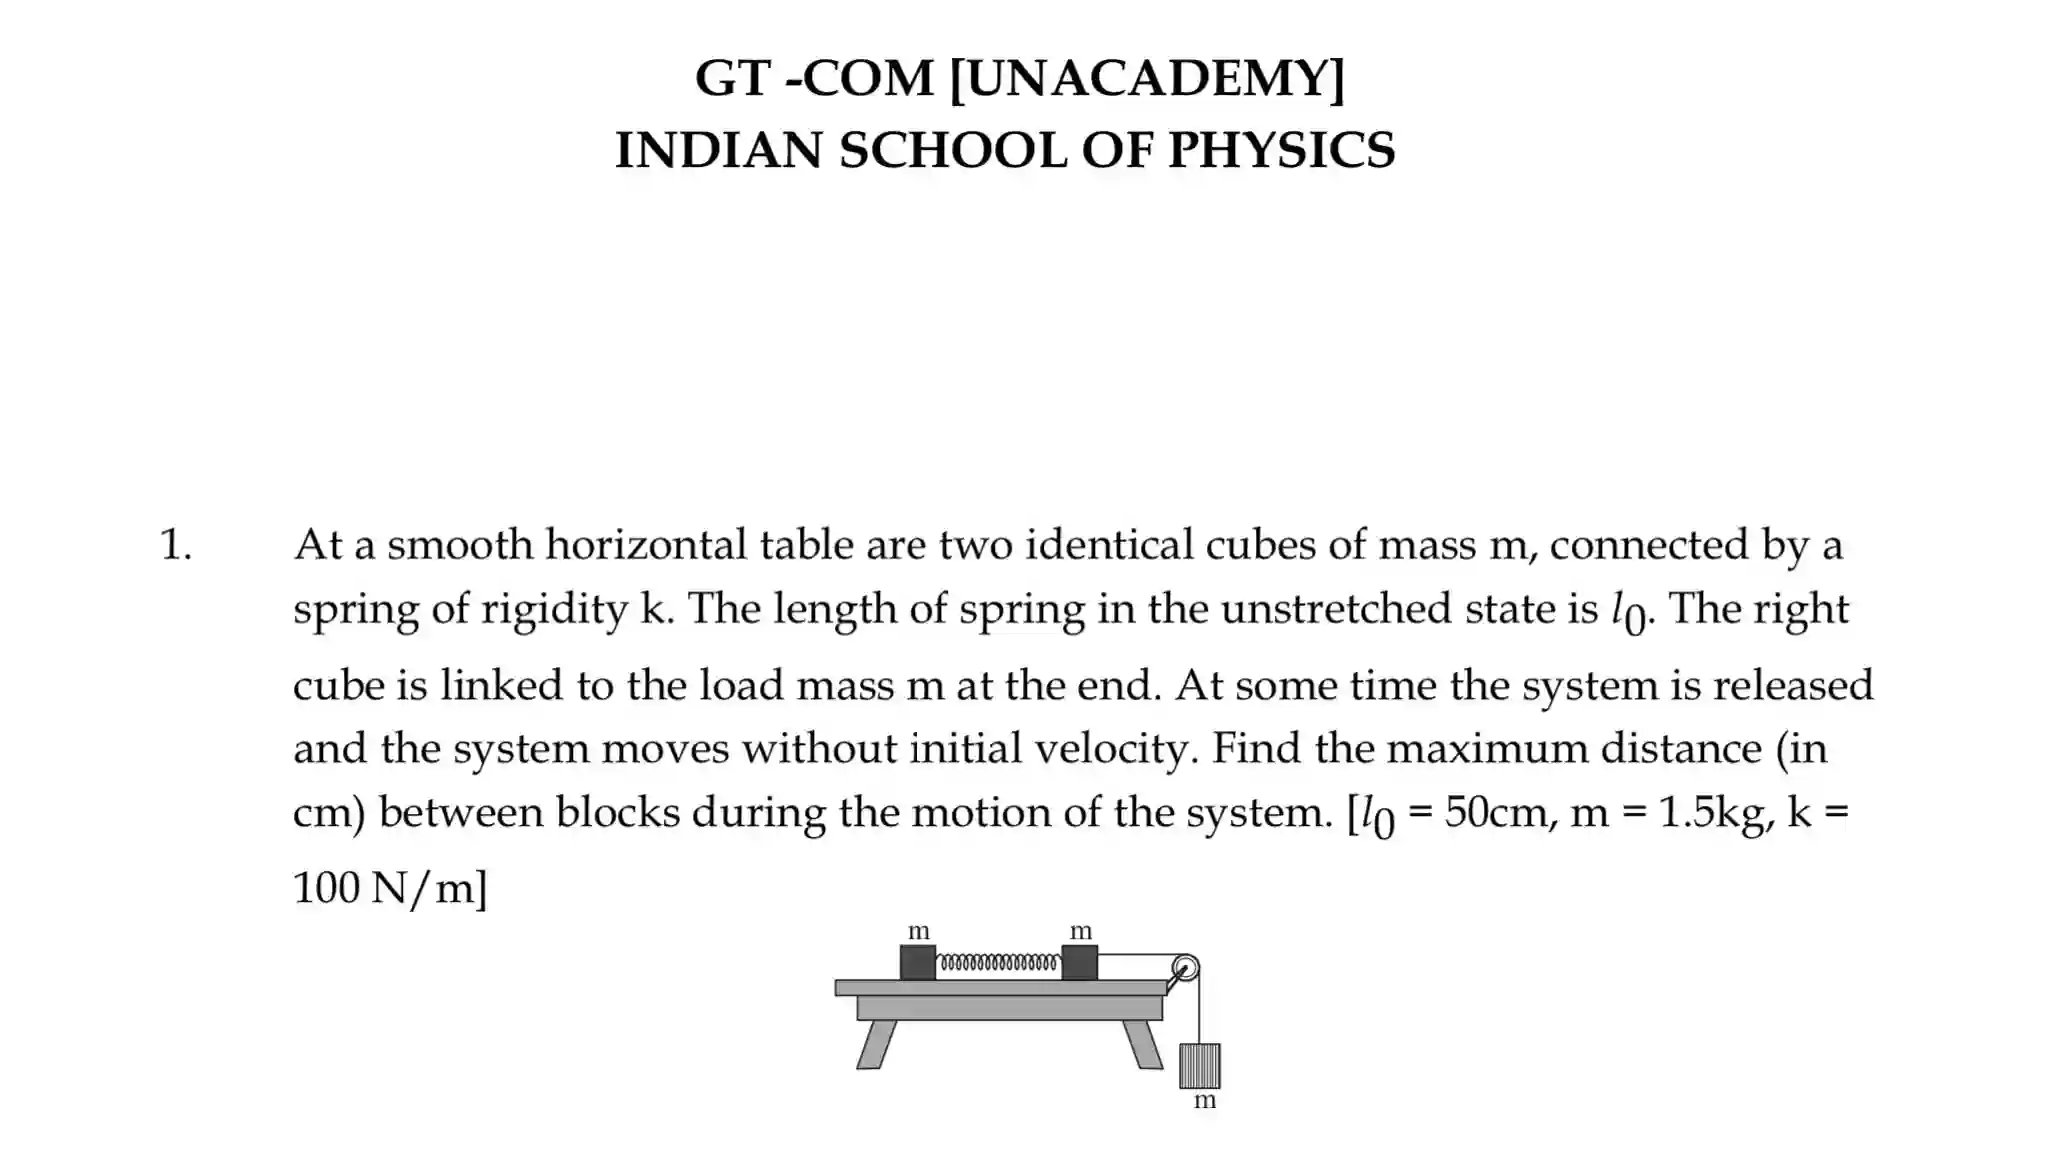 GT -COM [UNACADEMY]
INDIAN SCHOOL OF PHYSICS
1. At a smooth horizontal table are two identical cubes of mass m, connected by a
spring of rigidity k. The length of spring in the unstretched state is l₀. The right
cube is linked to the load mass m at the end. At some time the system is released
and the system moves without initial velocity. Find the maximum distance (in
cm) between blocks during the motion of the system. [l₀ = 50cm, m = 1.5kg, k =
100 N/m]
m m
m